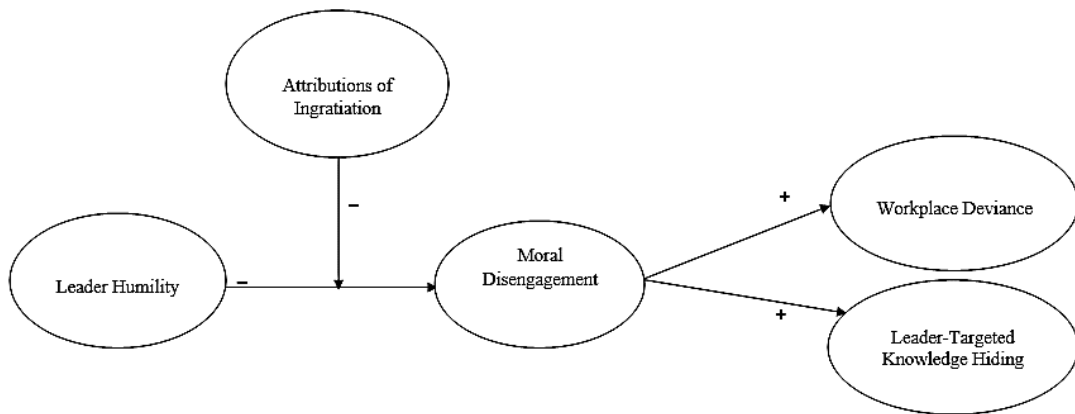 Attributions of
Ingratiation
–
Leader Humility
–
Moral
Disengagement
+
Workplace Deviance
+
Leader-Targeted
Knowledge Hiding